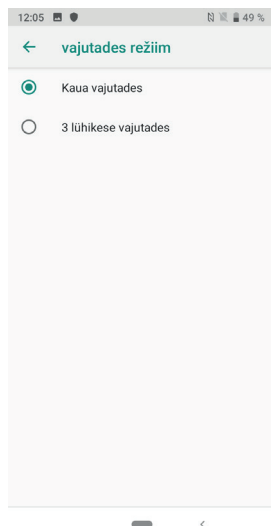 12:05 49 %
vajutades režiim
Kaua vajutades
3 lühikese vajutades